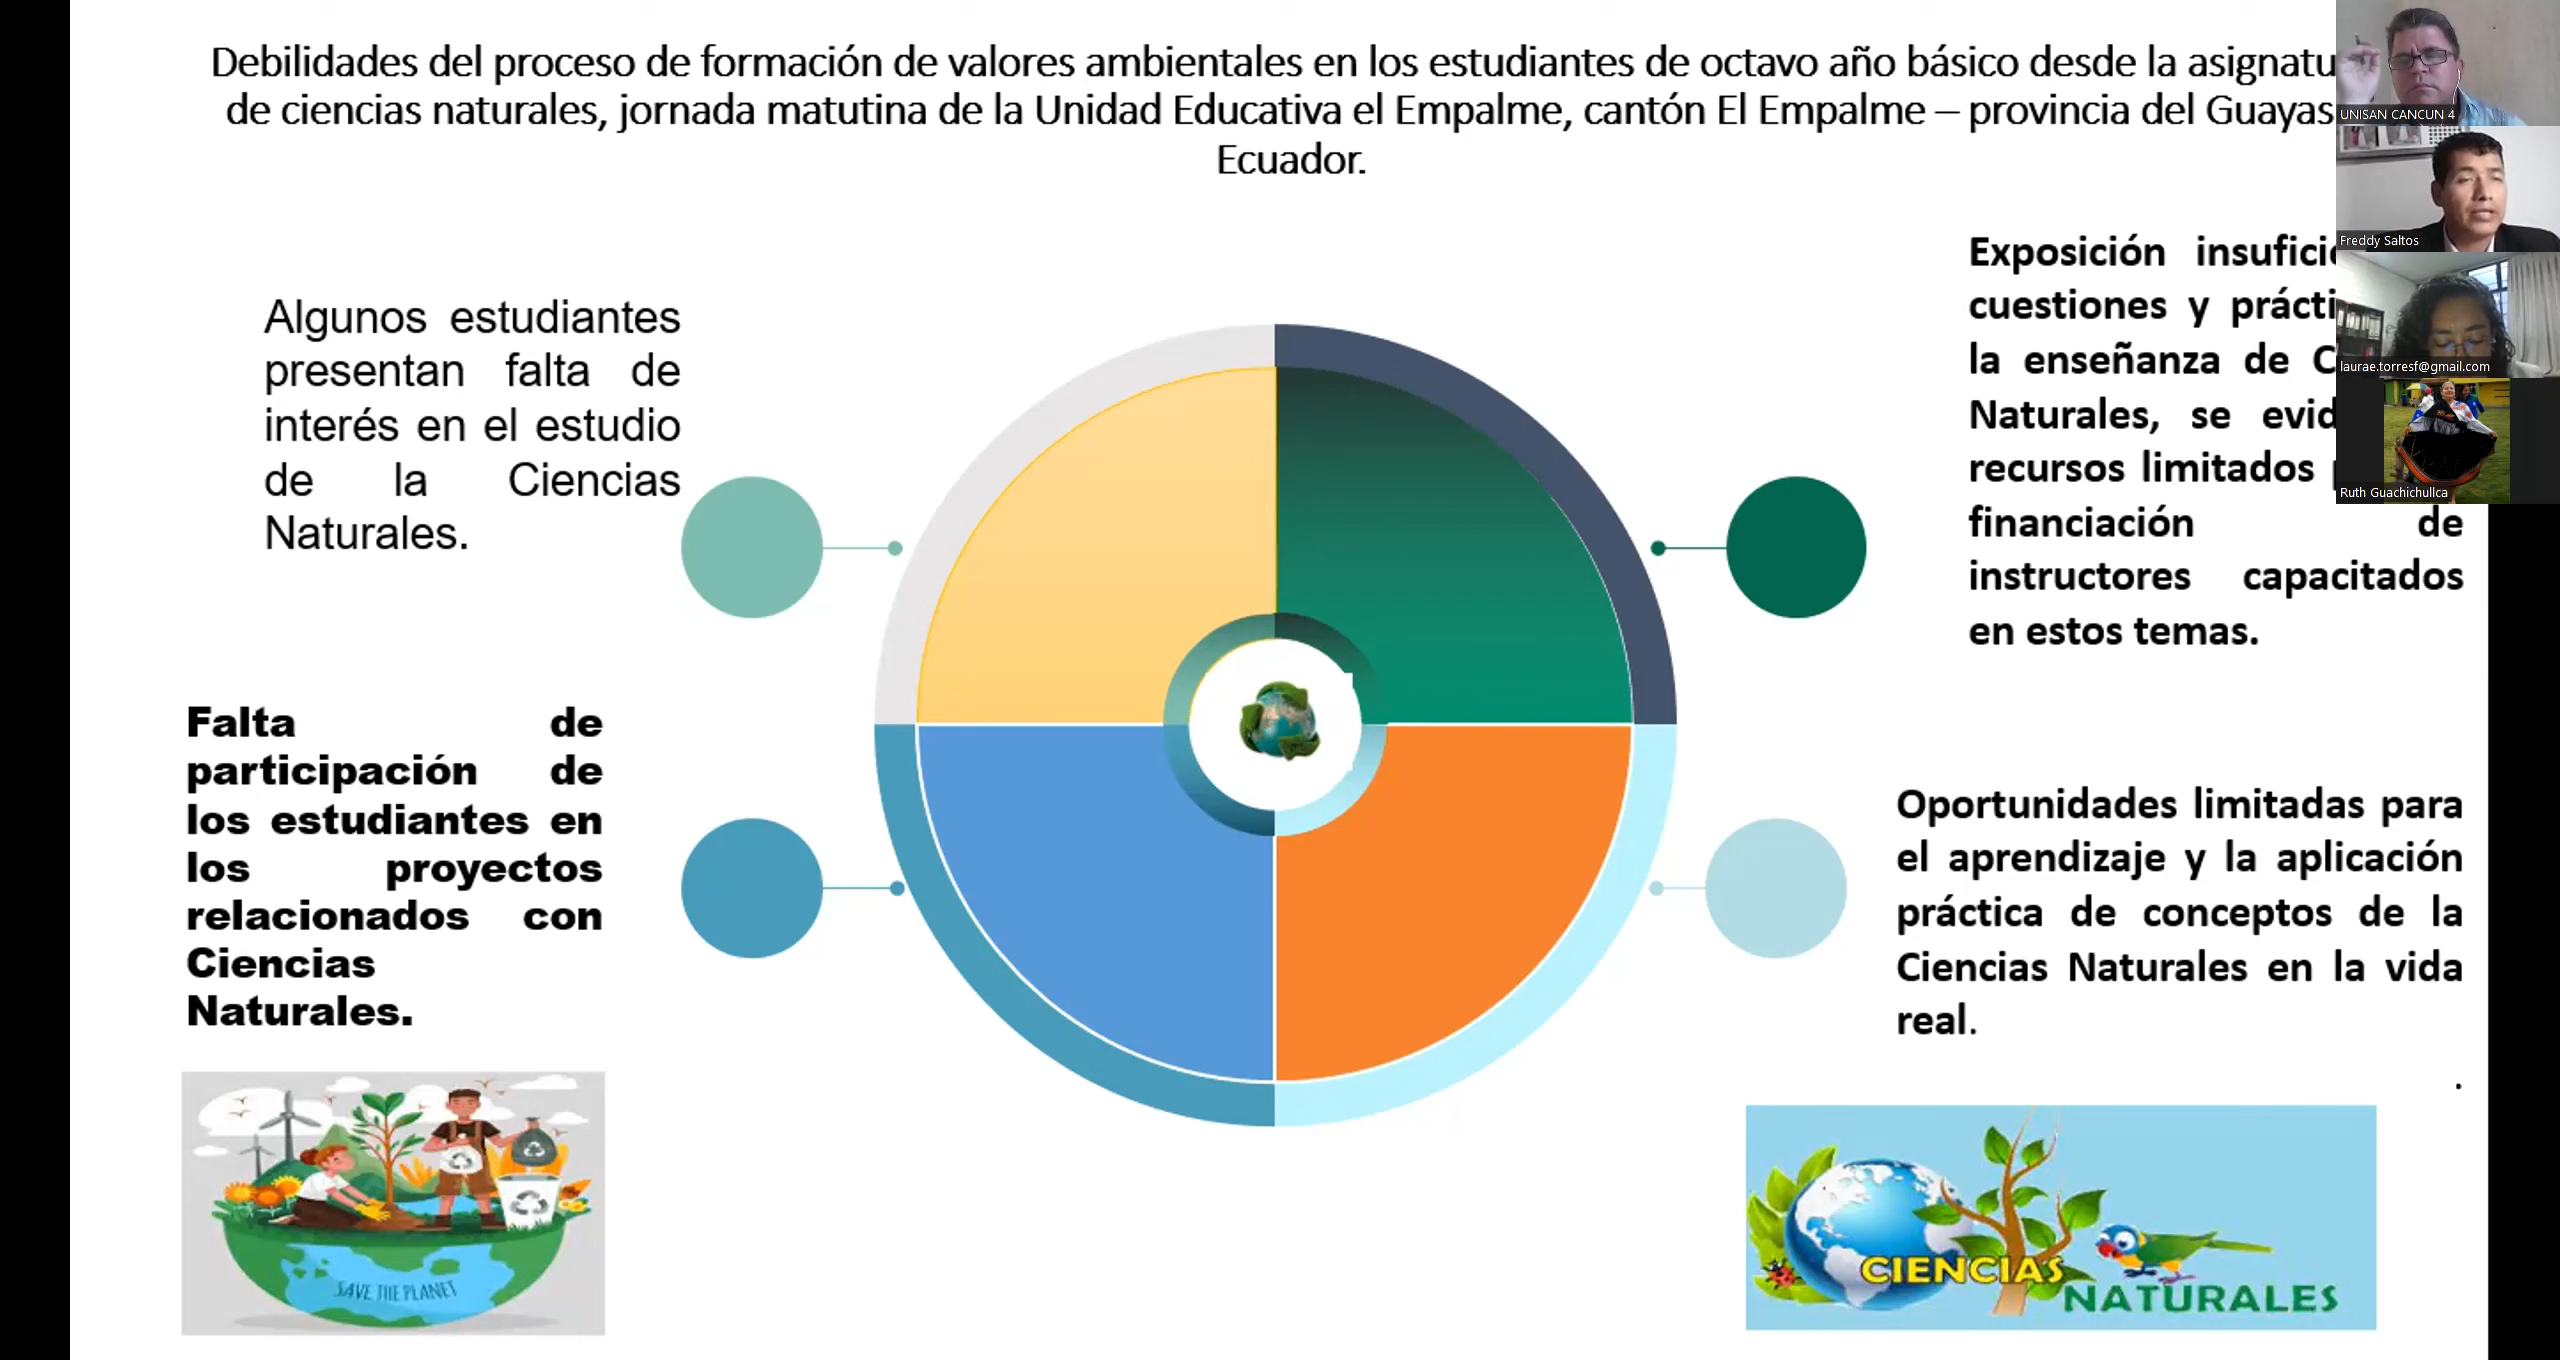 Debilidades del proceso de formación de valores ambientales en los estudiantes de octavo año básico desde la
de ciencias naturales, jornada matutina de la Unidad Educativa el Empalme, cantón El Empalme – provincia del Guayas
Ecuador.
Algunos estudiantes
presentan falta de
interés en el estudio
de la Ciencias
Naturales.
Falta de
participación de
los estudiantes en
los proyectos
relacionados con
Ciencias
Naturales.
Exposición
cuestiones y
la enseñanza de
Naturales, se
recursos limitados
financiación de
instructores capacitados
en estos temas.
Oportunidades limitadas para
el aprendizaje y la aplicación
práctica de conceptos de la
Ciencias Naturales en la vida
real.
.
SAVE THE PLANET
CIENCIAS
NATURALES
UNISAN CANCUN 4
Freddy Saltos
laurae.torresf@gmail.com
Ruth Guachichullca